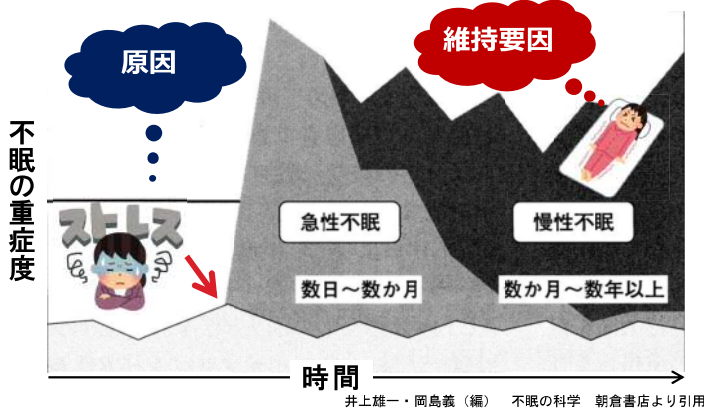 原因
維持要因
不眠の重症度
ストレス
急性不眠
慢性不眠
数日～数か月
数か月～数年以上
時間
井上雄一・岡島義（編） 不眠の科学 朝倉書店より引用